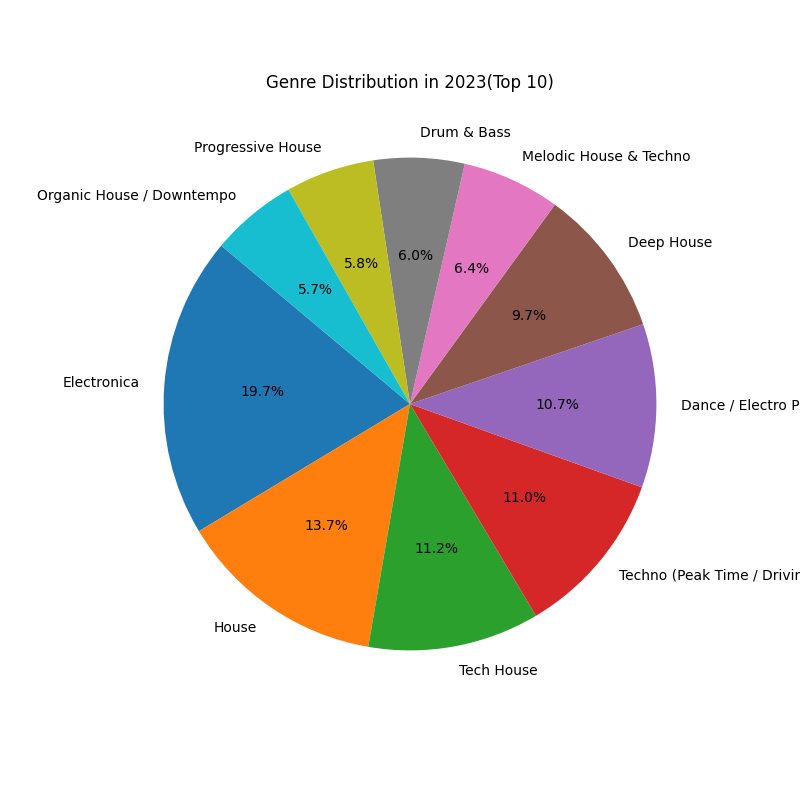 Genre Distribution in 2023(Top 10)
Drum & Bass
Progressive House
Melodic House & Techno
Organic House / Downtempo
Deep House
6.0%
5.8%
6.4%
5.7%
9.7%
Electronica
19.7%
10.7%
Dance / Electro P
11.0%
13.7%
11.2%
Techno (Peak Time /
House
Tech House